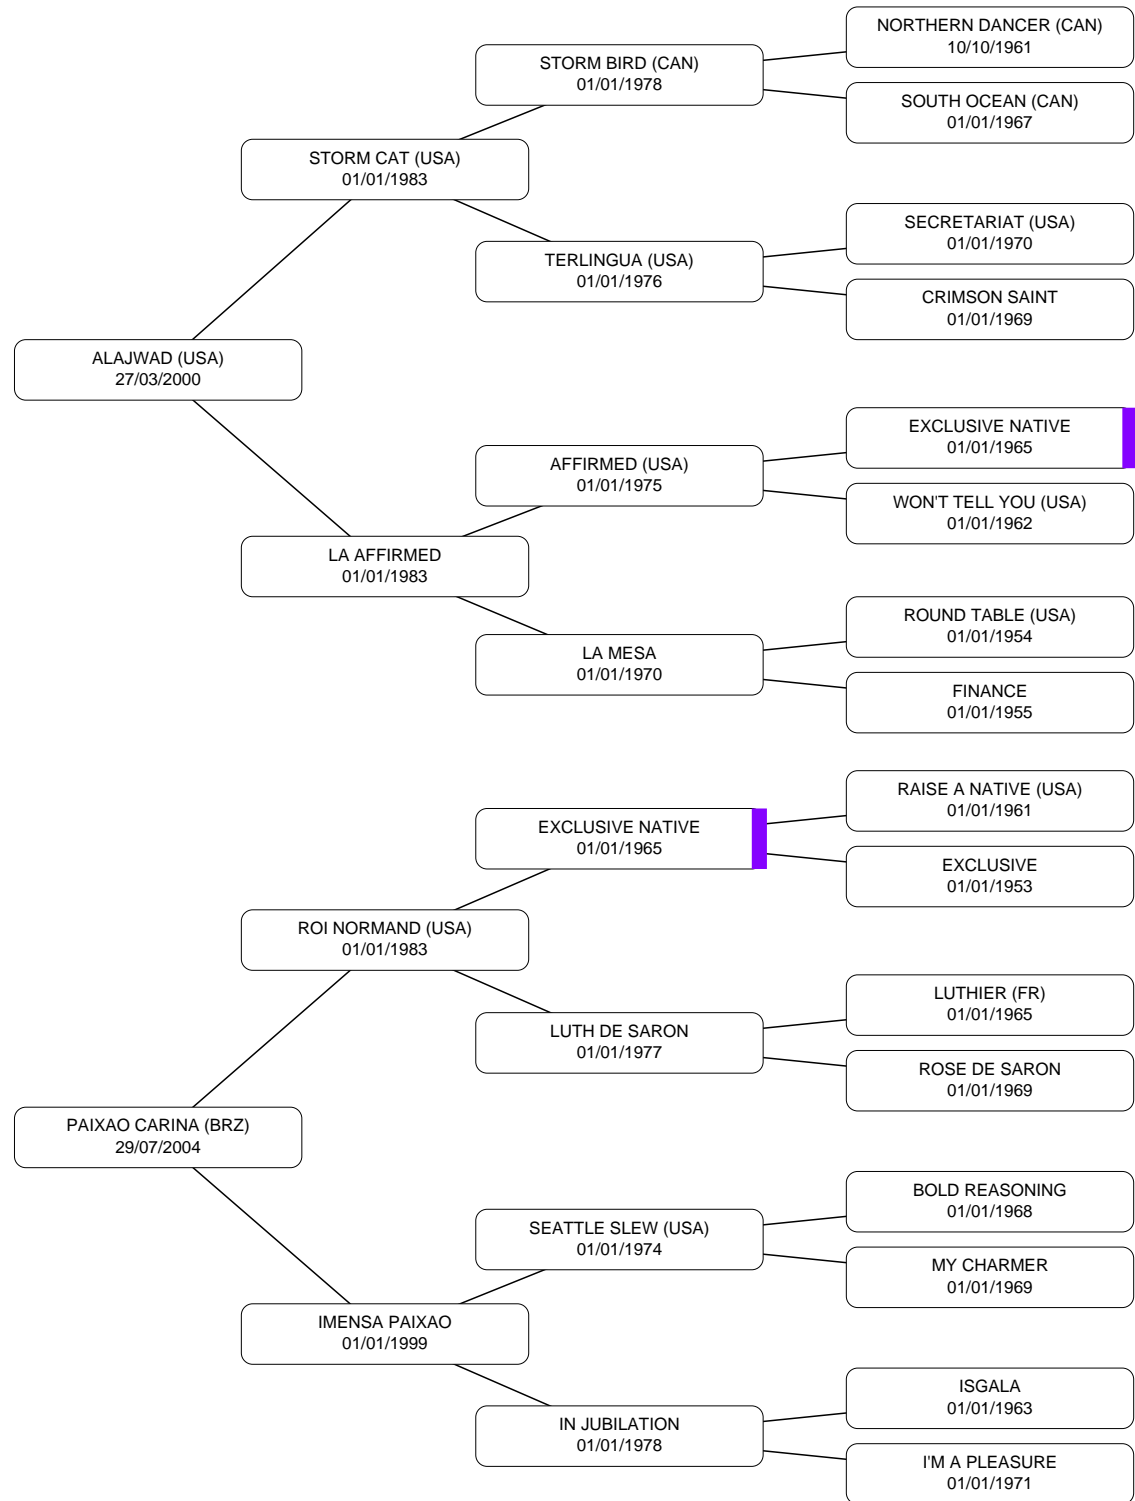 NORTHERN DANCER (CAN)
10/10/1961
STORM BIRD (CAN)
01/01/1978
SOUTH OCEAN (CAN)
01/01/1967
STORM CAT (USA)
01/01/1983
SECRETARIAT (USA)
01/01/1970
TERLINGUA (USA)
01/01/1976
CRIMSON SAINT
01/01/1969
ALAJWAD (USA)
27/03/2000
EXCLUSIVE NATIVE
01/01/1965
AFFIRMED (USA)
01/01/1975
WON'T TELL YOU (USA)
01/01/1962
LA AFFIRMED
01/01/1983
ROUND TABLE (USA)
01/01/1954
LA MESA
01/01/1970
FINANCE
01/01/1955
RAISE A NATIVE (USA)
01/01/1961
EXCLUSIVE NATIVE
01/01/1965
EXCLUSIVE
01/01/1953
ROI NORMAND (USA)
01/01/1983
LUTHIER (FR)
01/01/1965
LUTH DE SARON
01/01/1977
ROSE DE SARON
01/01/1969
PAIXAO CARINA (BRZ)
29/07/2004
BOLD REASONING
01/01/1968
SEATTLE SLEW (USA)
01/01/1974
MY CHARMER
01/01/1969
IMENSA PAIXAO
01/01/1999
ISGALA
01/01/1963
IN JUBILATION
01/01/1978
I'M A PLEASURE
01/01/1971